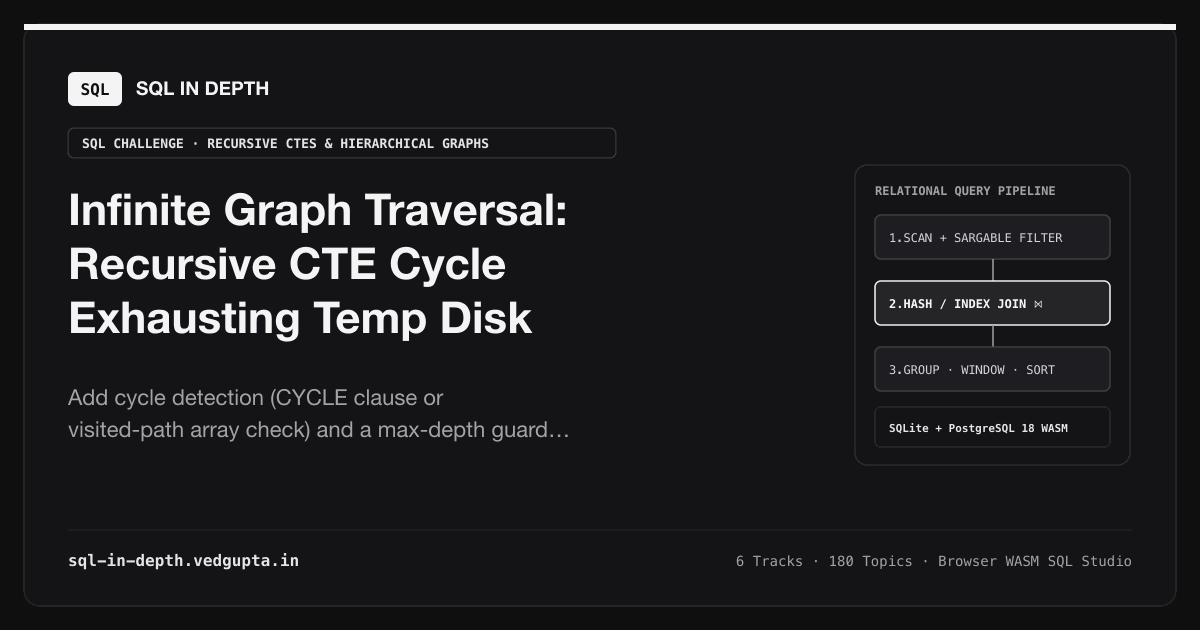 SQL
SQL IN DEPTH
SQL CHALLENGE · RECURSIVE CTES & HIERARCHICAL GRAPHS
Infinite Graph Traversal:
Recursive CTE Cycle
Exhausting Temp Disk
Add cycle detection (CYCLE clause or
visited-path array check) and a max-depth guard…
RELATIONAL QUERY PIPELINE
1.SCAN + SARGABLE FILTER
2.HASH / INDEX JOIN ⋈
3.GROUP · WINDOW · SORT
SQLite + PostgreSQL 18 WASM
sql-in-depth.vedgupta.in
6 Tracks · 180 Topics · Browser WASM SQL Studio